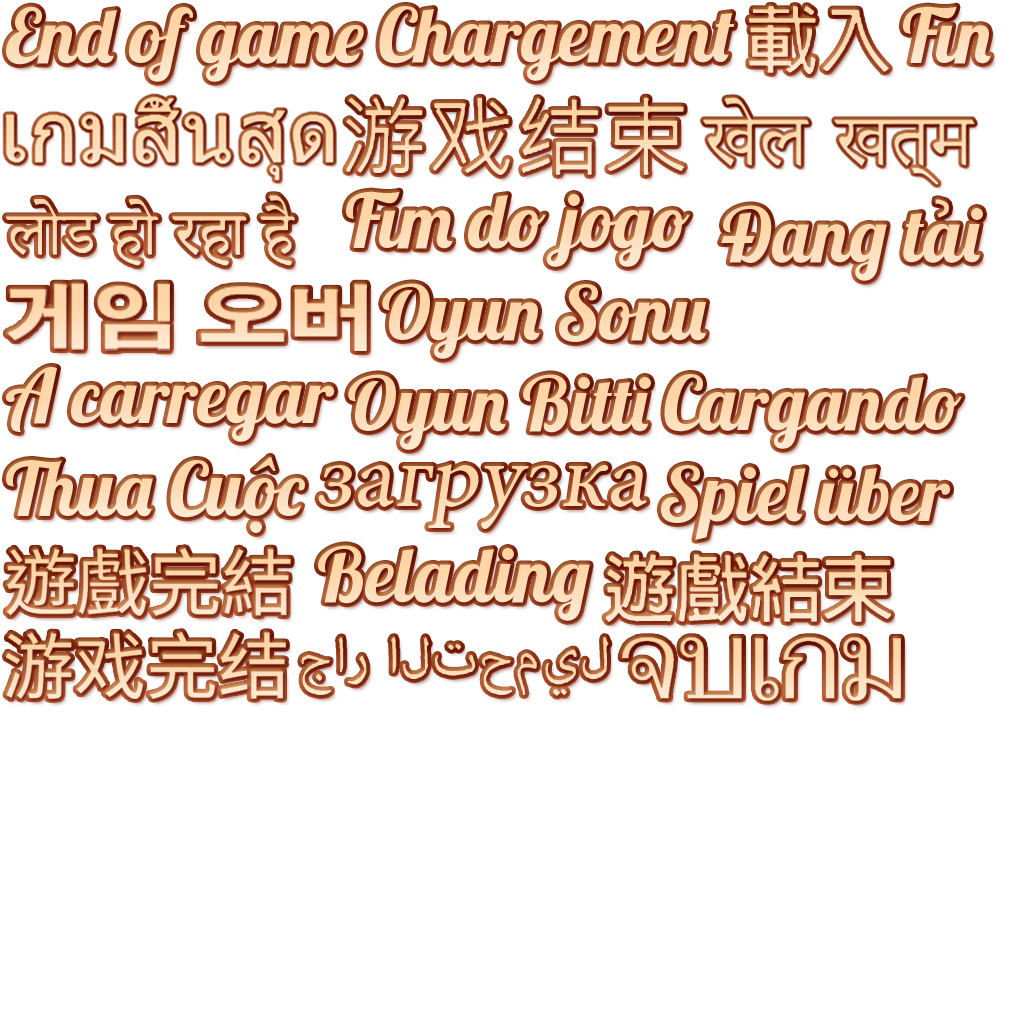 End of game Chargement 載入 Fin
เกมสิ้นสุด 游戏结束 खेल खत्‌म
लोड हो रहा है Fim do jogo Đang tải
게임 오버 Oyun Sonu
A carregar Oyun Bitti Cargando
Thua Cuộc загрузка Spiel über
遊戲完結 Belading 遊戲結束
游戏完结 جار التحميل จบเกม